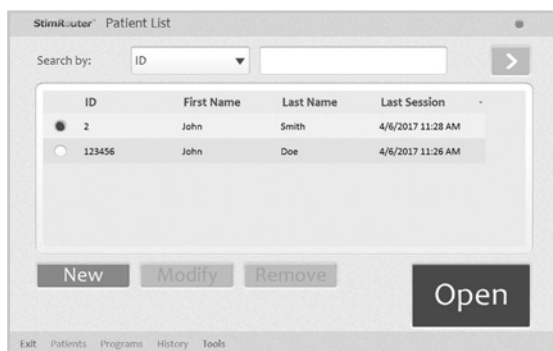 StimRouter Patient List
Search by: ID
ID First Name Last Name Last Session
2 John Smith 4/6/2017 11:28 AM
123456 John Doe 4/6/2017 11:26 AM
New Modify Remove Open
Exit Patients Programs History Tools